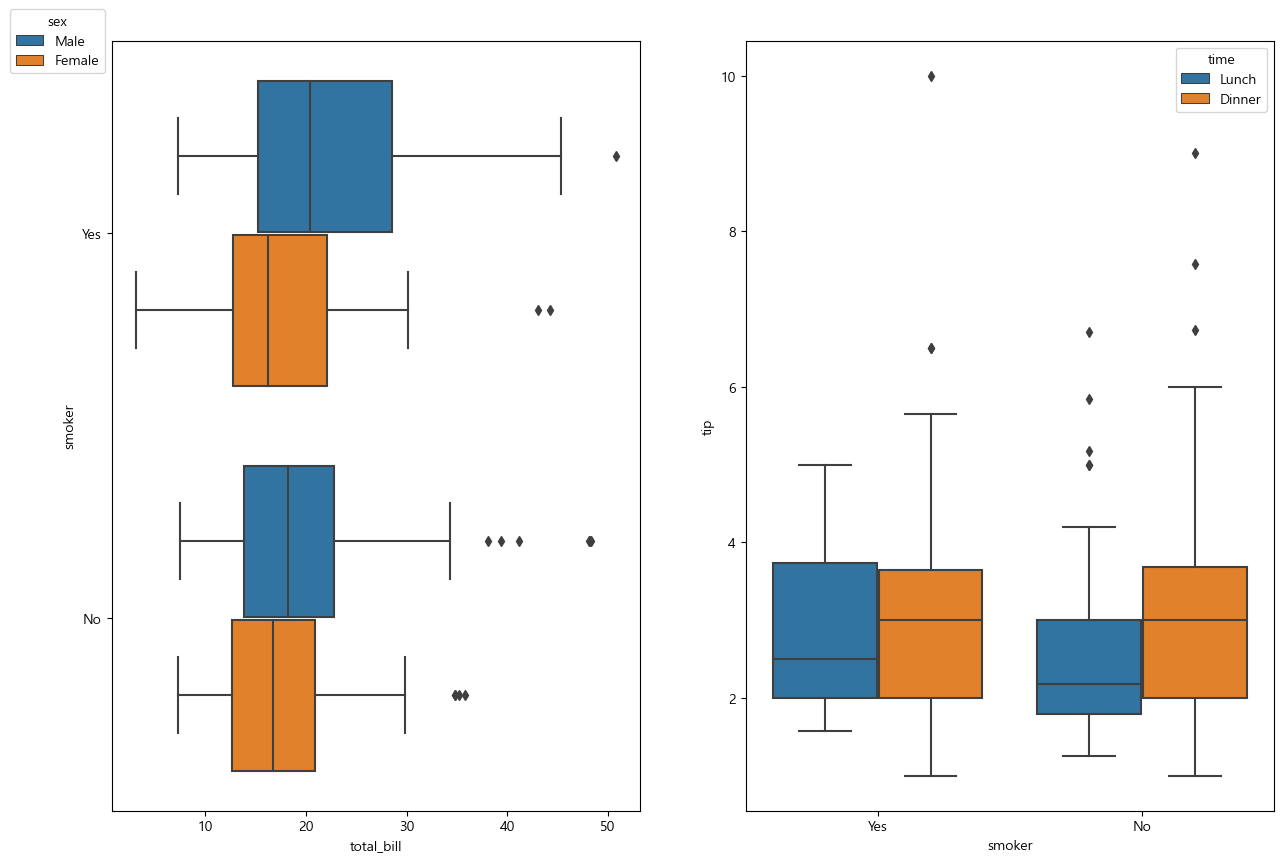 sex
Male
Female
smoker
Yes
No
10 20 30 40 50
total_bill
time
Lunch
Dinner
tip
10
8
6
4
2
Yes No
smoker